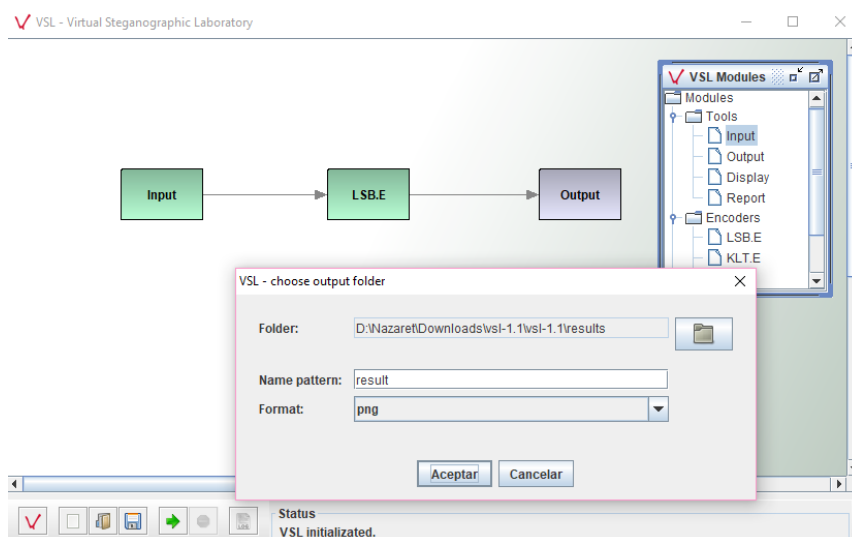 VSL - Virtual Steganographic Laboratory
VSL Modules
Modules
Tools
Input
Output
Display
Report
Encoders
LSB.E
KLT.E
Input
LSB.E
Output
VSL - choose output folder
Folder:
D:\Nazaret\Downloads\vsl-1.1\vsl-1.1\results
Name pattern:
result
Format:
png
Aceptar
Cancelar
Status
VSL initializated.